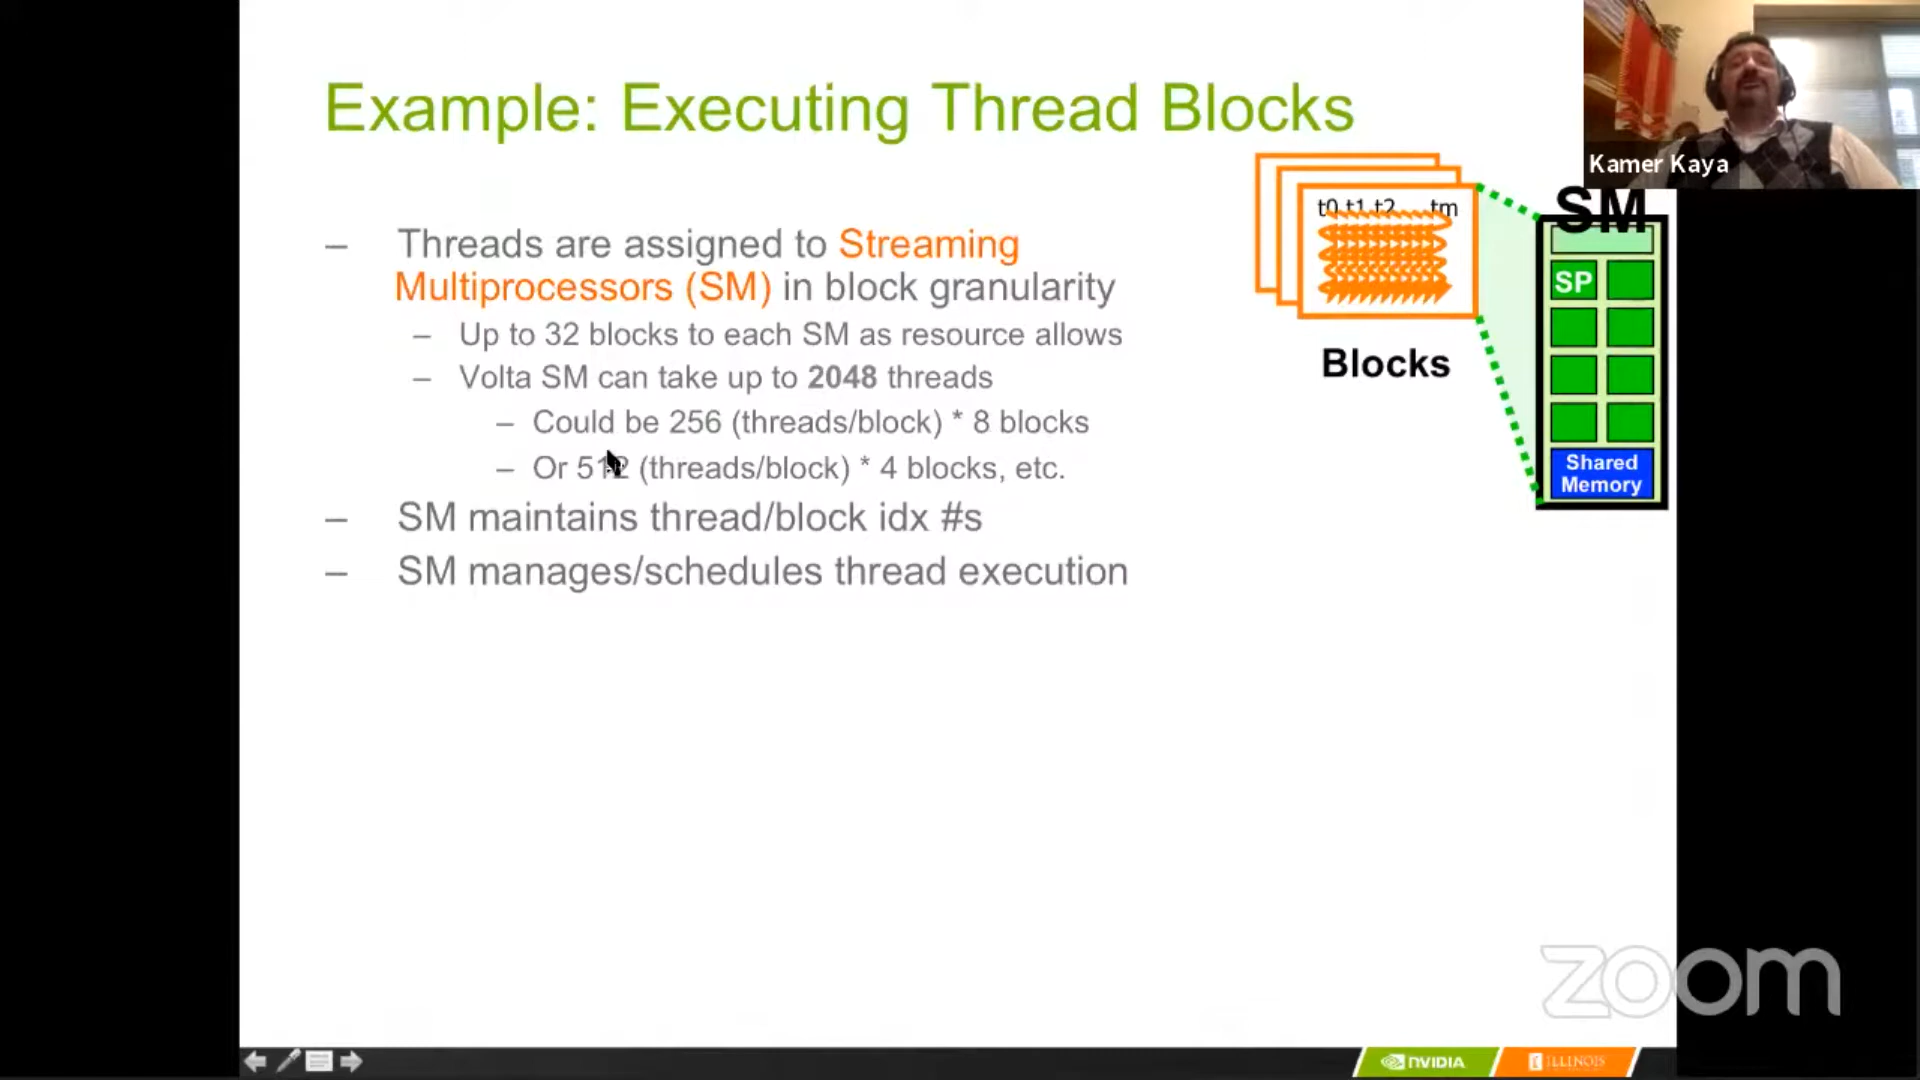 Example: Executing Thread Blocks
Kamer Kaya
– Threads are assigned to Streaming
Multiprocessors (SM) in block granularity
– Up to 32 blocks to each SM as resource allows
– Volta SM can take up to 2048 threads
– Could be 256 (threads/block) * 8 blocks
– Or 512 (threads/block) * 4 blocks, etc.
– SM maintains thread/block idx #s
– SM manages/schedules thread execution
t0 t1 t2 ... tm
Blocks
SM
SP
Shared
Memory
zoom
NVIDIA
ILLINOIS